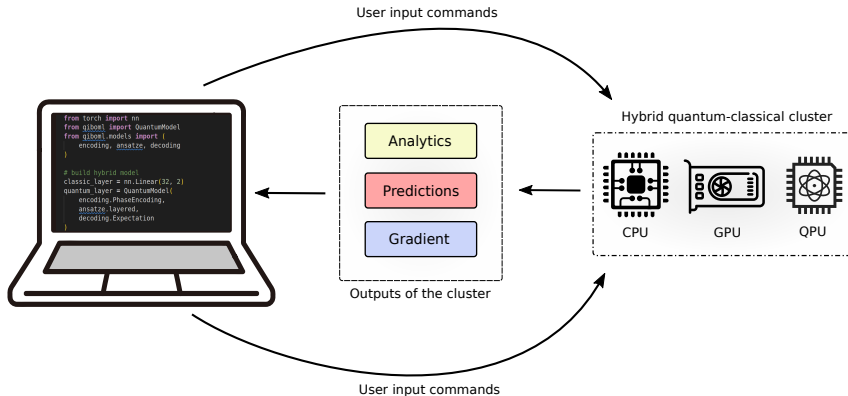 User input commands
from torch import nn
from qiboml import QuantumModel
from qiboml.models import (
    encoding, ansatze, decoding
)
# build hybrid model
classic_layer = nn.Linear(32, 2)
quantum_layer = QuantumModel(
    encoding.PhaseEncoding,
    ansatze.layered,
    decoding.Expectation
)
Analytics
Predictions
Gradient
Outputs of the cluster
Hybrid quantum-classical cluster
CPU
GPU
QPU
User input commands